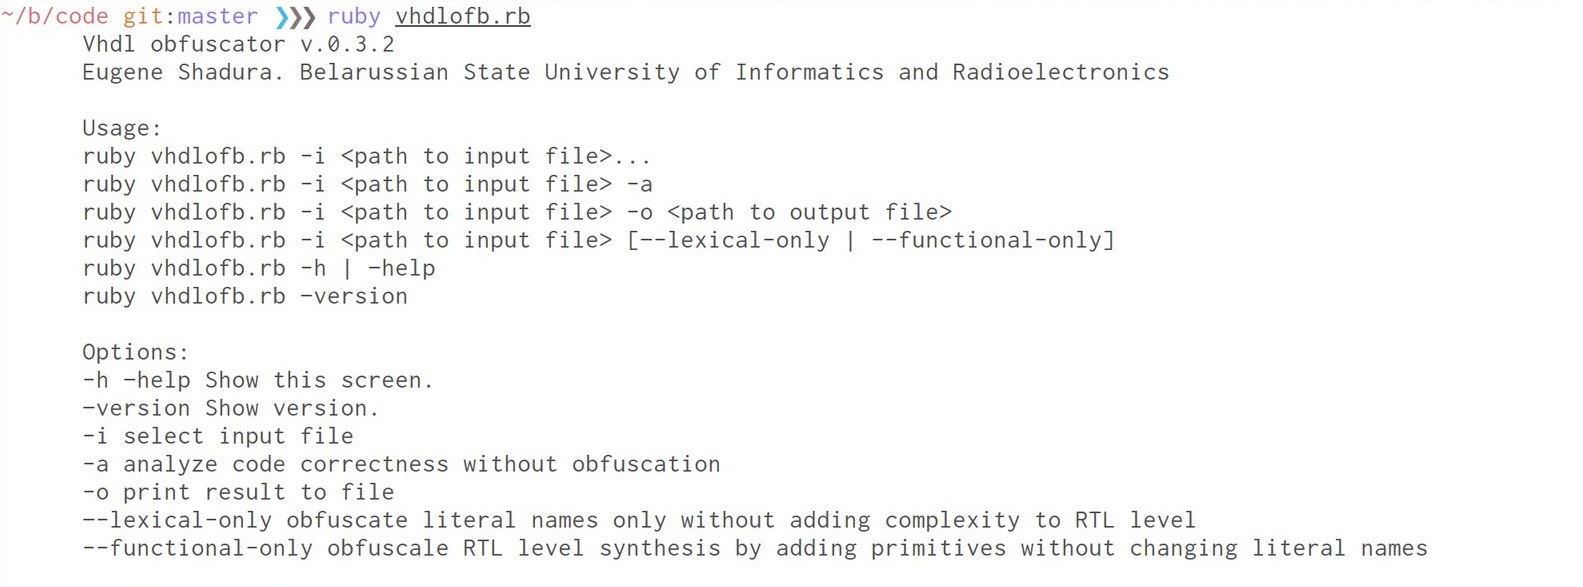 ~/b/code git:master ❯❯❯ ruby vhdlofb.rb
Vhdl obfuscator v.0.3.2
Eugene Shadura. Belarussian State University of Informatics and Radioelectronics
Usage:
ruby vhdlofb.rb -i <path to input file>...
ruby vhdlofb.rb -i <path to input file> -a
ruby vhdlofb.rb -i <path to input file> -o <path to output file>
ruby vhdlofb.rb -i <path to input file> [--lexical-only | --functional-only]
ruby vhdlofb.rb -h | −help
ruby vhdlofb.rb −version
Options:
-h −help Show this screen.
−version Show version.
-i select input file
-a analyze code correctness without obfuscation
-o print result to file
--lexical-only obfuscate literal names only without adding complexity to RTL level
--functional-only obfuscale RTL level synthesis by adding primitives without changing literal names